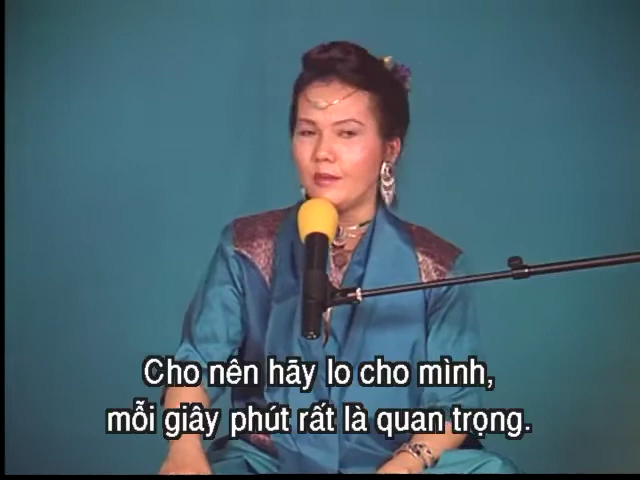 Cho nên hãy lo cho mình,
mỗi giây phút rất là quan trọng.